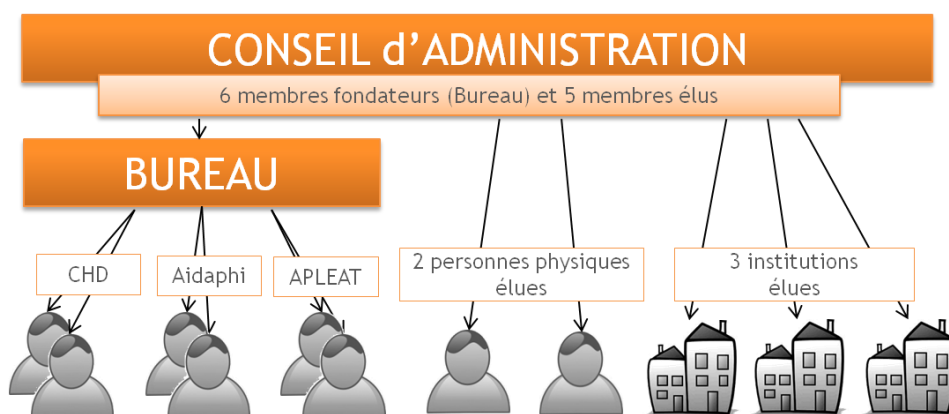 CONSEIL d’ADMINISTRATION
6 membres fondateurs (Bureau) et 5 membres élus
BUREAU
CHD
Aidaphi
APLEAT
2 personnes physiques
élues
3 institutions
élues